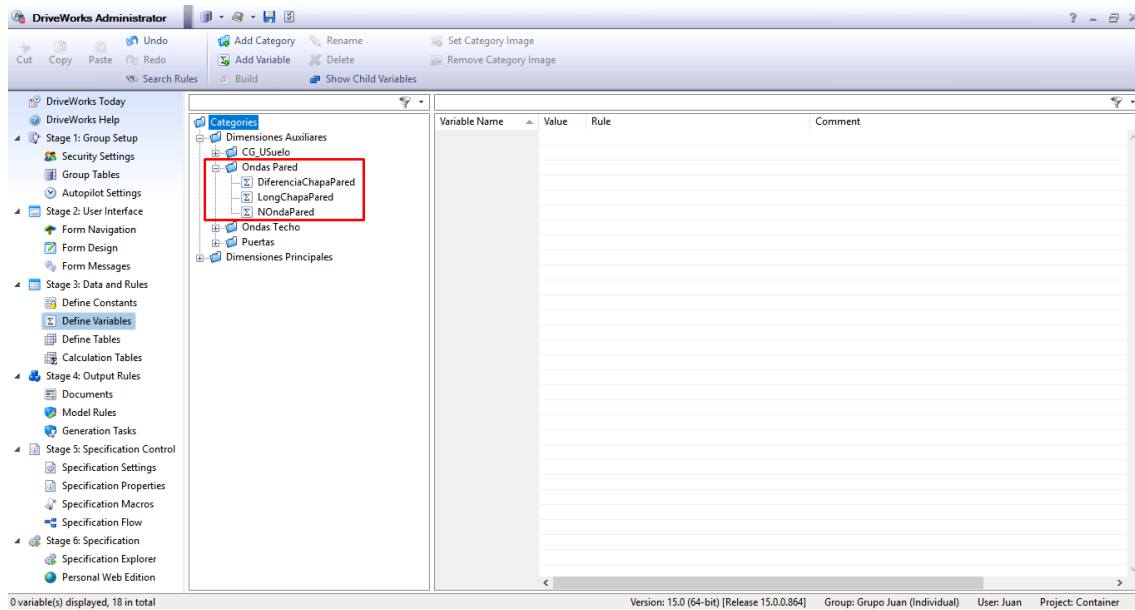 DriveWorks Administrator
Cut Copy Paste
Undo
Redo
Search Rules
Add Category
Add Variable
Build
Rename
Delete
Show Child Variables
Set Category Image
Remove Category Image
DriveWorks Today
DriveWorks Help
Stage 1: Group Setup
Security Settings
Group Tables
Autopilot Settings
Stage 2: User Interface
Form Navigation
Form Design
Form Messages
Stage 3: Data and Rules
Define Constants
Define Variables
Define Tables
Calculation Tables
Stage 4: Output Rules
Documents
Model Rules
Generation Tasks
Stage 5: Specification Control
Specification Settings
Specification Properties
Specification Macros
Specification Flow
Stage 6: Specification
Specification Explorer
Personal Web Edition
Categories
Dimensiones Auxiliares
CG_USuelo
Ondas Pared
DiferenciaChapaPared
LongChapaPared
NOndaPared
Ondas Techo
Puertas
Dimensiones Principales
Variable Name Value Rule Comment
0 variable(s) displayed, 18 in total
Version: 15.0 (64-bit) [Release 15.0.0.864] Group: Grupo Juan (Individual) User: Juan Project: Container